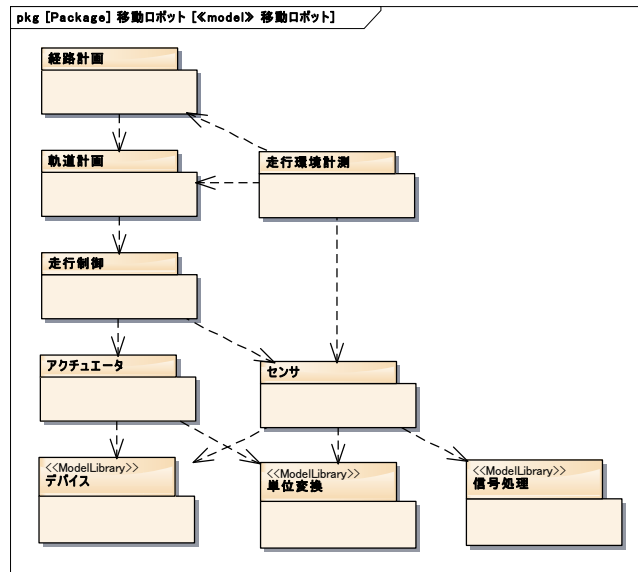 pkg [Package] 移動ロボット [≪model≫ 移動ロボット]
経路計画
軌道計画
走行環境計測
走行制御
アクチュエータ
センサ
<<ModelLibrary>>
デバイス
<<ModelLibrary>>
単位変換
<<ModelLibrary>>
信号処理